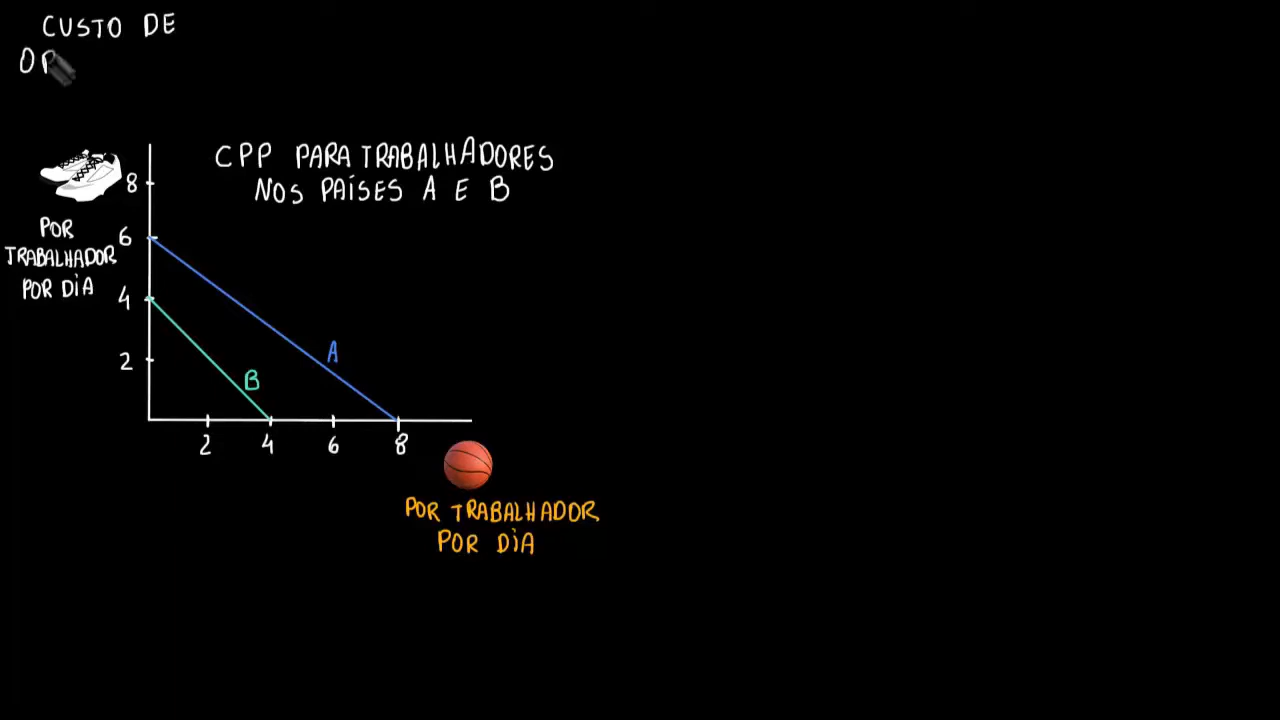 CUSTO DE
OP
CPP PARA TRABALHADORES
NOS PAÍSES A E B
POR
TRABALHADOR
POR DIA
8
6
4
2
A
B
2 4 6 8
POR TRABALHADOR
POR DIA